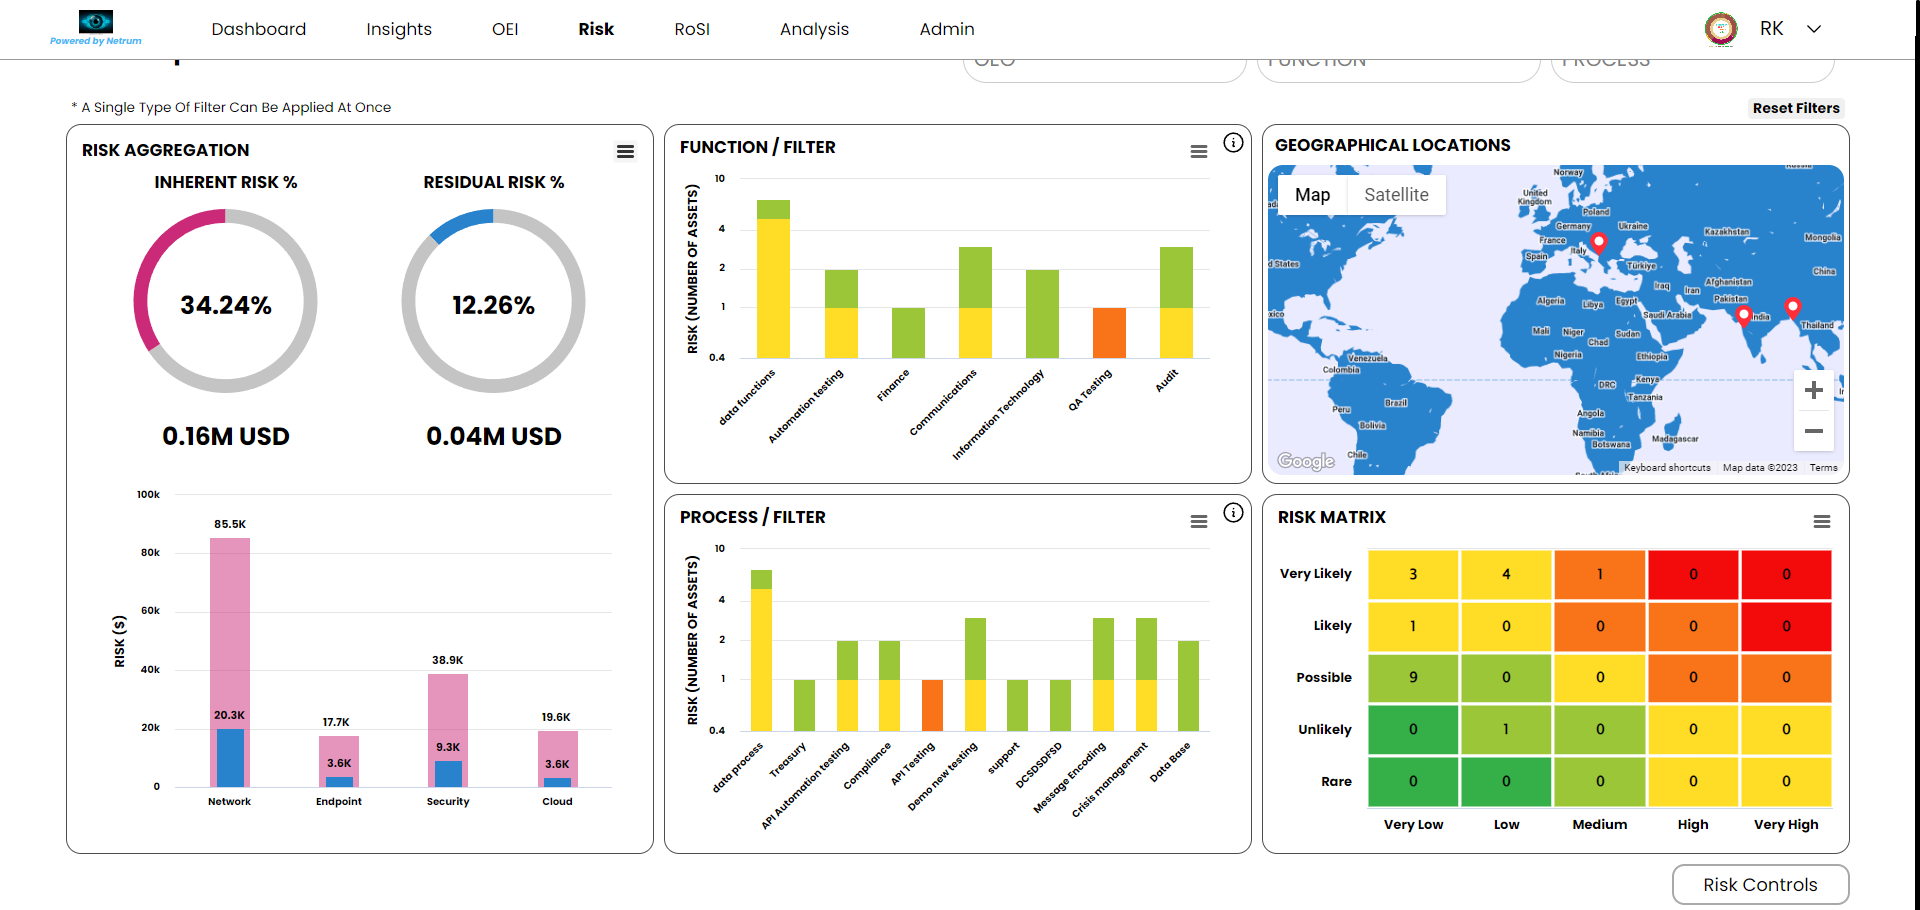 Powered by Netrum
Dashboard
Insights
OEI
Risk
RoSI
Analysis
Admin
RK
GEO
FUNCTION
PROCESS
* A Single Type Of Filter Can Be Applied At Once
Reset Filters
RISK AGGREGATION
INHERENT RISK %
RESIDUAL RISK %
34.24%
12.26%
0.16M USD
0.04M USD
RISK ($)
100k
80k
60k
40k
20k
0
85.5K
20.3K
17.7K
3.6K
38.9K
9.3K
19.6K
3.6K
Network
Endpoint
Security
Cloud
FUNCTION / FILTER
RISK (NUMBER OF ASSETS)
10
4
2
1
0.4
data functions
Automation testing
Finance
Communications
Information Technology
QA Testing
Audit
PROCESS / FILTER
RISK (NUMBER OF ASSETS)
10
4
2
1
0.4
data process
Treasury
API Automation testing
Compliance
API Testing
Demo new testing
support
DCSDSDFSD
Message Encoding
Crisis management
Data Base
GEOGRAPHICAL LOCATIONS
Map
Satellite
Norway
United
Kingdom
Poland
Germany
Ukraine
France
Italy
Spain
Türkiye
Kazakhstan
Mongolia
China
d States
Iraq
Iran
Afghanistan
Pakistan
India
Thailand
Algeria
Libya
Egypt
Saudi Arabia
xico
Mali
Niger
Sudan
Chad
Nigeria
Ethiopia
Venezuela
Colombia
DRC
Kenya
Tanzania
Brazil
Peru
Bolivia
Angola
Namibia
Botswana
Madagascar
Chile
Google
Keyboard shortcuts
Map data ©2023
Terms
RISK MATRIX
Very Likely 3 4 1 0 0
Likely 1 0 0 0 0
Possible 9 0 0 0 0
Unlikely 0 1 0 0 0
Rare 0 0 0 0 0
Very Low Low Medium High Very High
Risk Controls